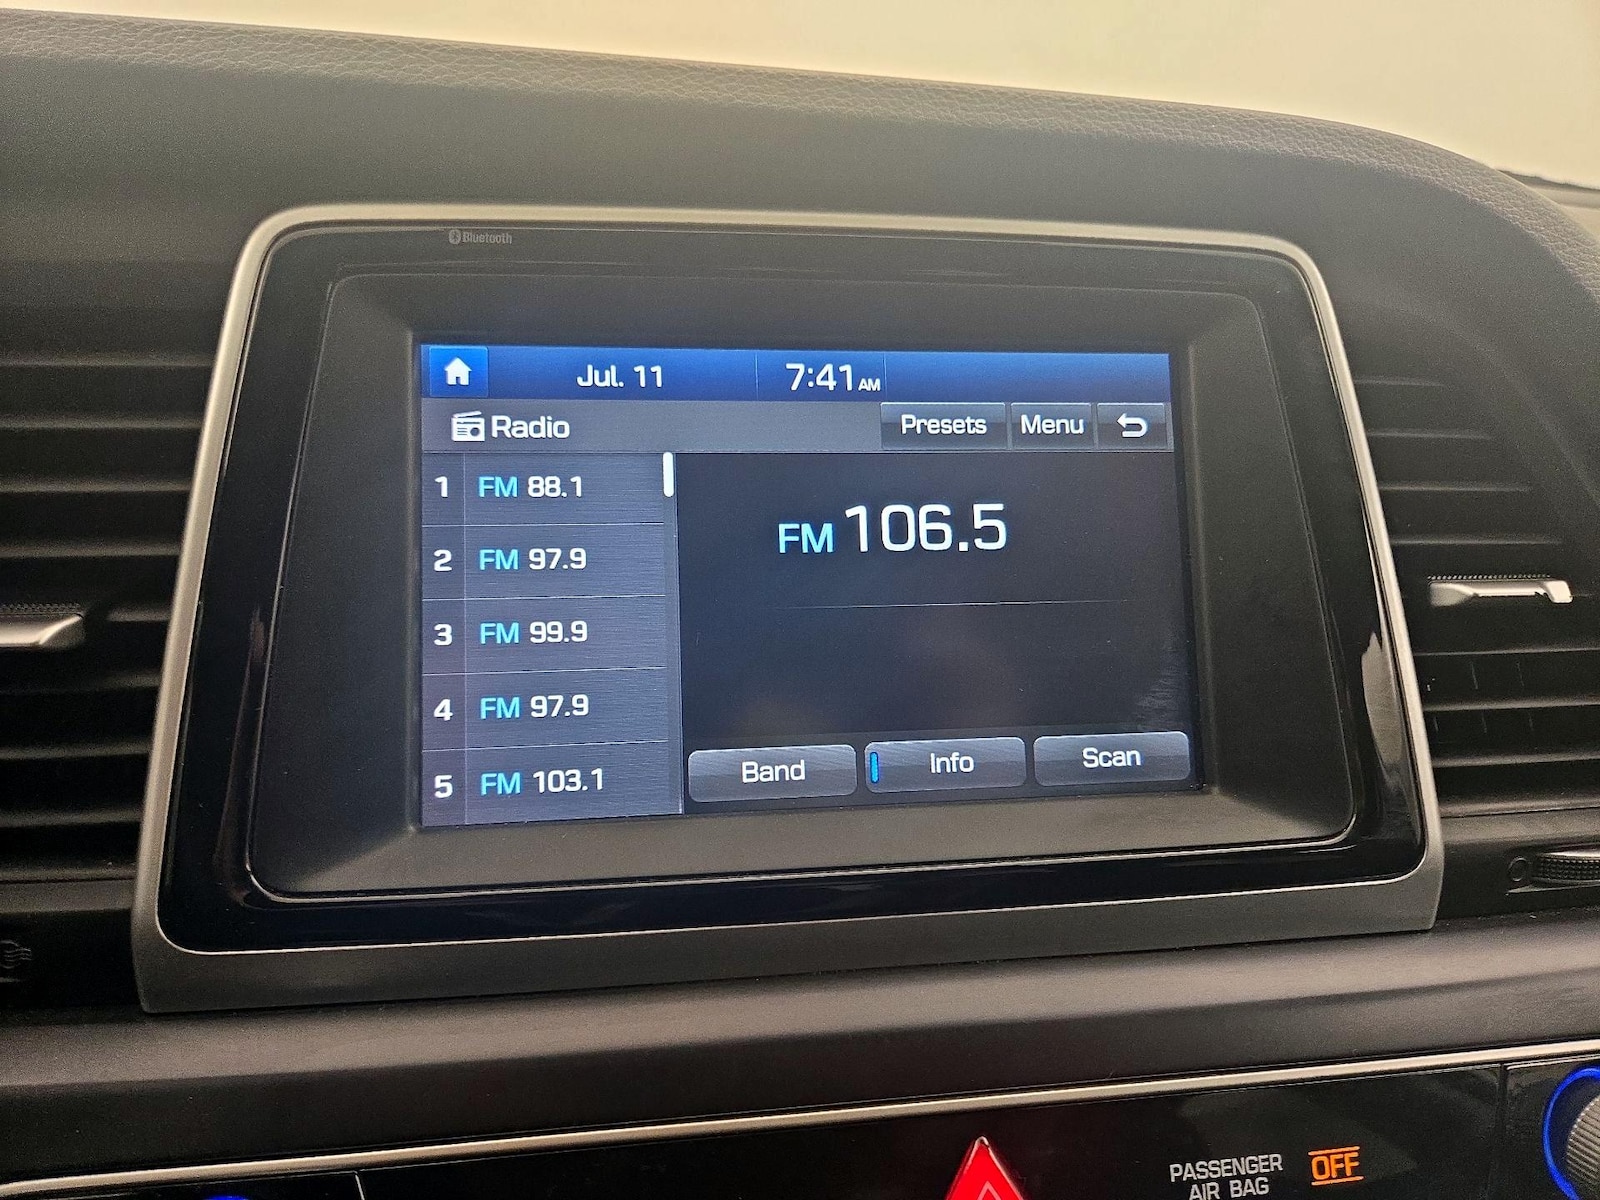 Bluetooth
Jul. 11 7:41 AM
Radio Presets Menu
1 FM 88.1
FM 106.5
2 FM 97.9
3 FM 99.9
4 FM 97.9
5 FM 103.1
Band Info Scan
PASSENGER OFF
AIR BAG